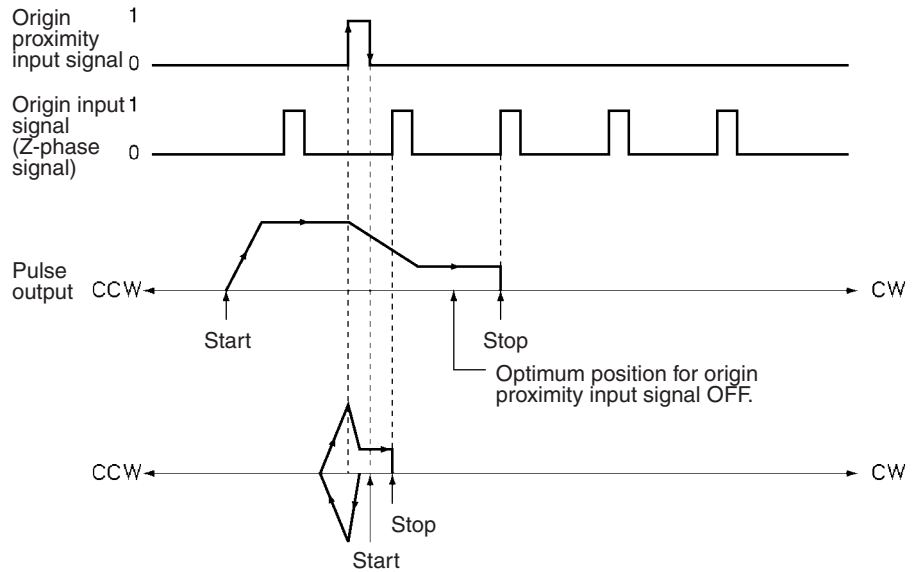 Origin
proximity
input signal
1
0
Origin input
signal
(Z-phase
signal)
1
0
Pulse
output
CCW
CW
Start
Stop
Optimum position for origin
proximity input signal OFF.
CCW
CW
Stop
Start